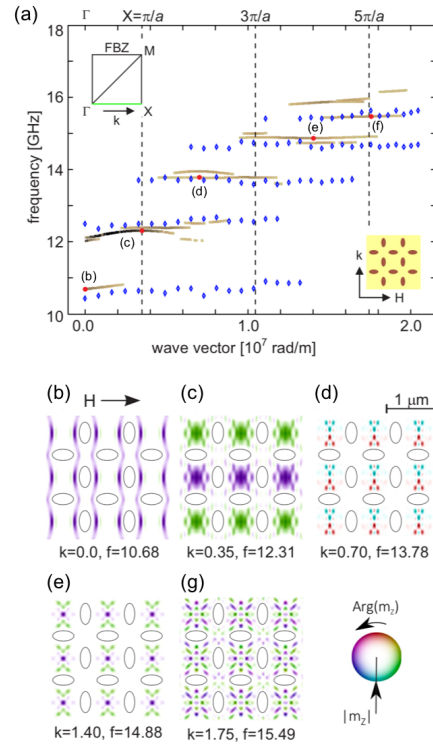 (a)
Γ X=π/a 3π/a 5π/a
FBZ
M
Γ
k
X
frequency [GHz]
18
16
14
12
10
(b)
(c)
(d)
(e)
(f)
k
H
0.0 0.5 1.0 1.5 2.0
wave vector [10⁷ rad/m]
(b) H (c) (d) 1 μm
k=0.0, f=10.68
k=0.35, f=12.31
k=0.70, f=13.78
(e) (g)
Arg(m_z)
|m_z|
k=1.40, f=14.88
k=1.75, f=15.49